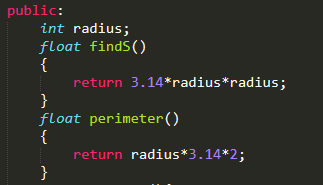 public:
    int radius;
    float findS()
    {
        return 3.14*radius*radius;
    }
    float perimeter()
    {
        return radius*3.14*2;
    }